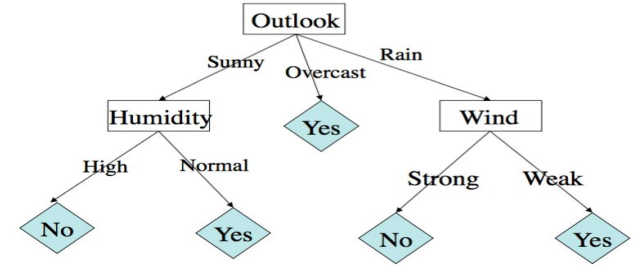 Outlook
Sunny
Overcast
Rain
Humidity
Yes
Wind
High
Normal
Strong
Weak
No
Yes
No
Yes